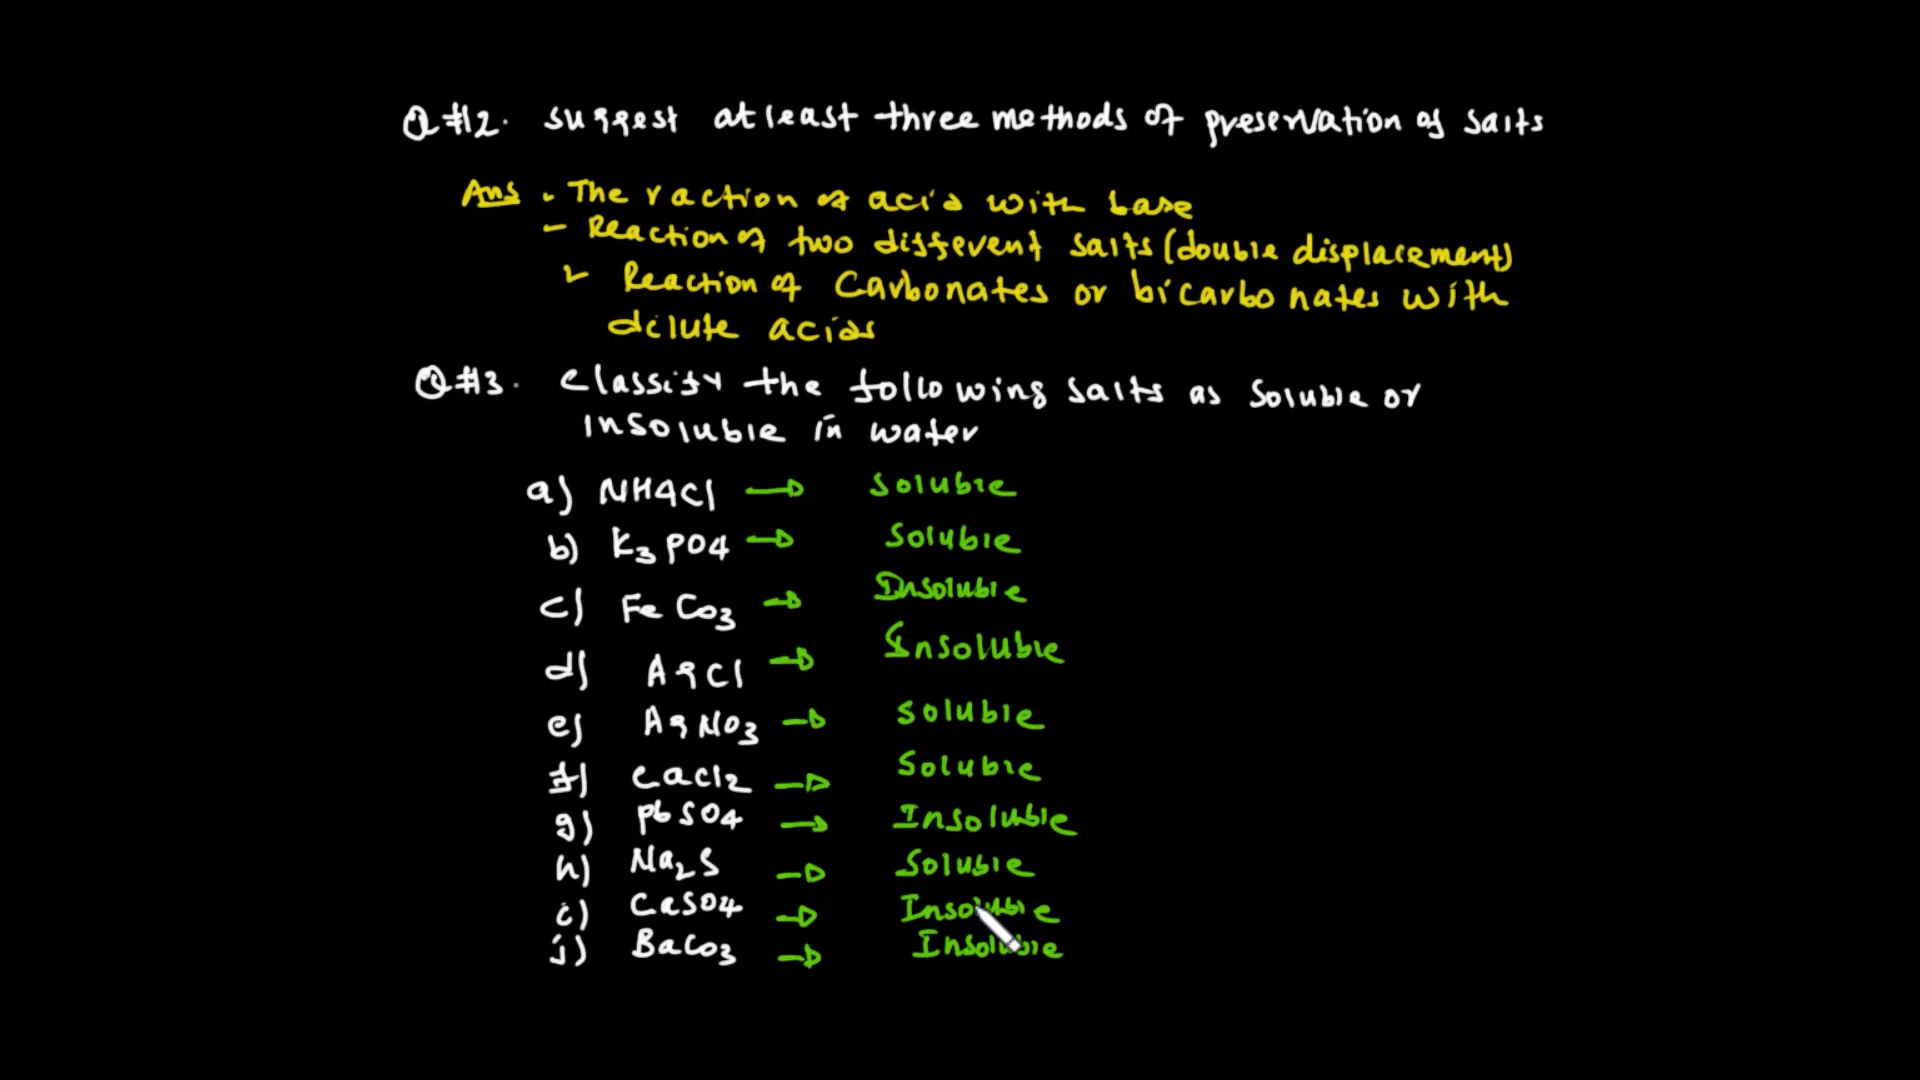 Q#12. suggest atleast three methods of preservation of salts
Ans . The raction of acid with base
- Reaction of two different salts (double displacement)
- Reaction of Carbonates or bicarbonates with
dilute acids
Q#3. classify the following salts as soluble or
insoluble in water
a) NH4Cl → soluble
b) K3PO4 → soluble
c) FeCo3 → Insoluble
d) AgCl → Insoluble
e) AgNO3 → soluble
f) CaCl2 → Soluble
g) PbSO4 → Insoluble
h) Na2S → Soluble
i) CaSO4 → Insoluble
j) BaCo3 → Insoluble